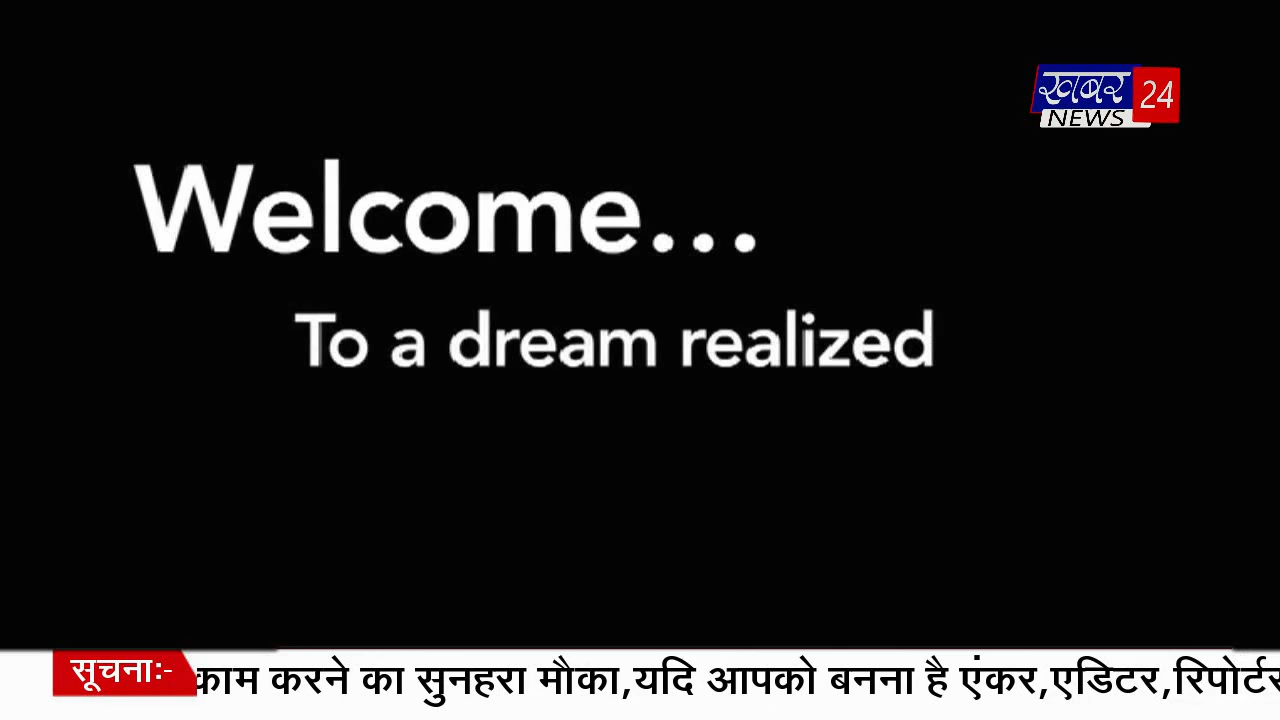 खबर 24
NEWS
Welcome...
To a dream realized
सूचना:- काम करने का सुनहरा मौका,यदि आपको बनना है एंकर,एडिटर,रिपोर्टर